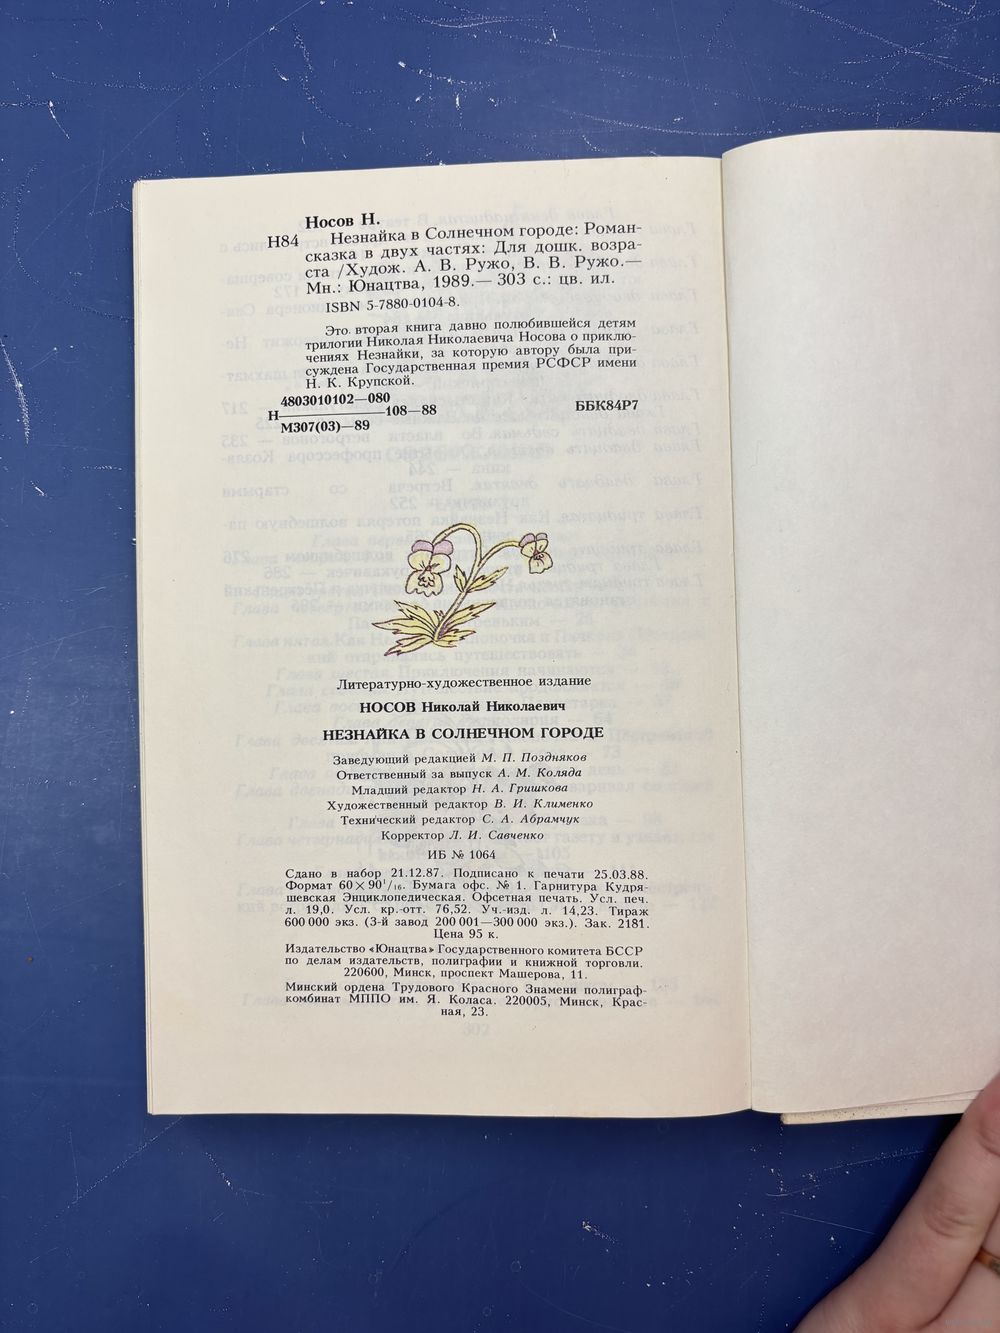 Носов Н.
Н84 Незнайка в Солнечном городе: Роман-
сказка в двух частях: Для дошк. возра-
ста /Худож. А. В. Ружо, В. В. Ружо.—
Мн.: Юнацтва, 1989.— 303 с.: цв. ил.
ISBN 5-7880-0104-8.
Это вторая книга давно полюбившейся детям
трилогии Николая Николаевича Носова о приклю-
чениях Незнайки, за которую автору была при-
суждена Государственная премия РСФСР имени
Н. К. Крупской.
4803010102—080
Н 108—88 ББК84Р7
М307(03)—89
Литературно-художественное издание
НОСОВ Николай Николаевич
НЕЗНАЙКА В СОЛНЕЧНОМ ГОРОДЕ
Заведующий редакцией М. П. Поздняков
Ответственный за выпуск А. М. Коляда
Младший редактор Н. А. Гришкова
Художественный редактор В. И. Клименко
Технический редактор С. А. Абрамчук
Корректор Л. И. Савченко
ИБ № 1064
Сдано в набор 21.12.87. Подписано к печати 25.03.88.
Формат 60×90¹/₁₆. Бумага офс. № 1. Гарнитура Кудря-
шевская Энциклопедическая. Офсетная печать. Усл. печ.
л. 19,0. Усл. кр.-отт. 76,52. Уч.-изд. л. 14,23. Тираж
600 000 экз. (3-й завод 200 001—300 000 экз.). Зак. 2181.
Цена 95 к.
Издательство «Юнацтва» Государственного комитета БССР
по делам издательств, полиграфии и книжной торговли.
220600, Минск, проспект Машерова, 11.
Минский ордена Трудового Красного Знамени полиграф-
комбинат МППО им. Я. Коласа. 220005, Минск, Крас-
ная, 23.